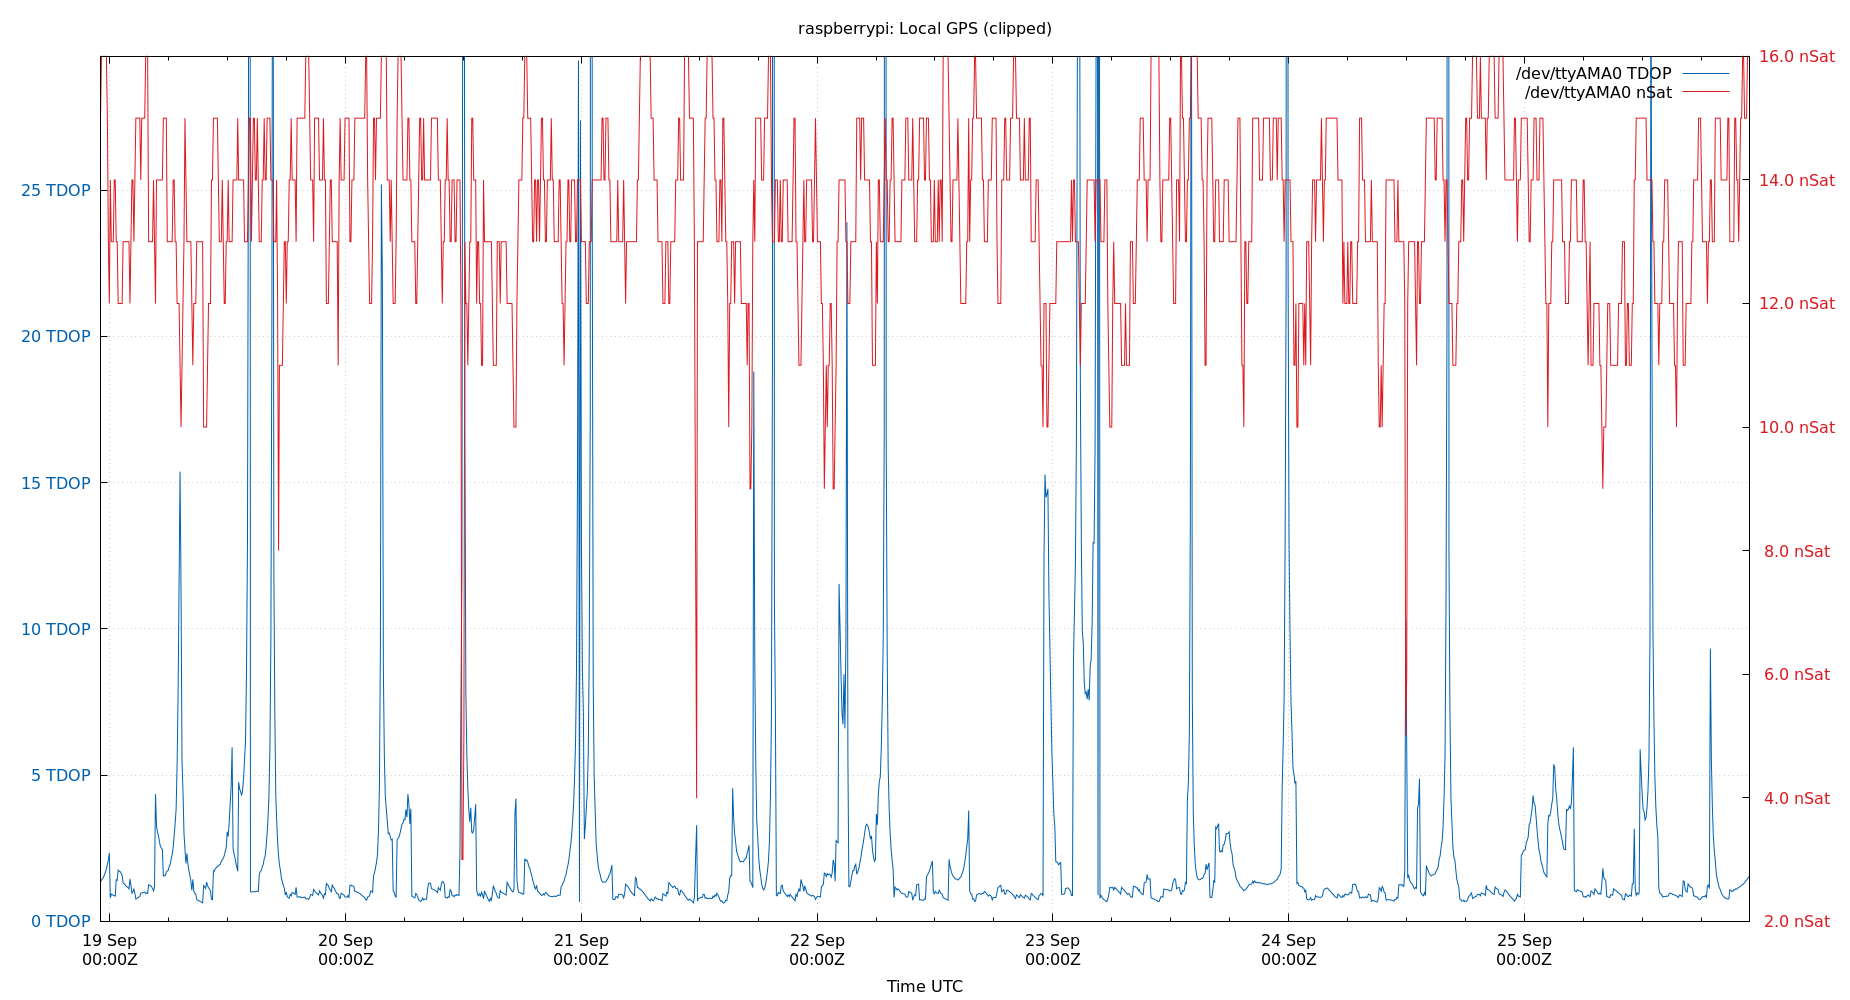 raspberrypi: Local GPS (clipped)
/dev/ttyAMA0 TDOP
/dev/ttyAMA0 nSat
25 TDOP
20 TDOP
15 TDOP
10 TDOP
5 TDOP
0 TDOP
16.0 nSat
14.0 nSat
12.0 nSat
10.0 nSat
8.0 nSat
6.0 nSat
4.0 nSat
2.0 nSat
19 Sep 20 Sep 21 Sep 22 Sep 23 Sep 24 Sep 25 Sep
00:00Z 00:00Z 00:00Z 00:00Z 00:00Z 00:00Z 00:00Z
Time UTC